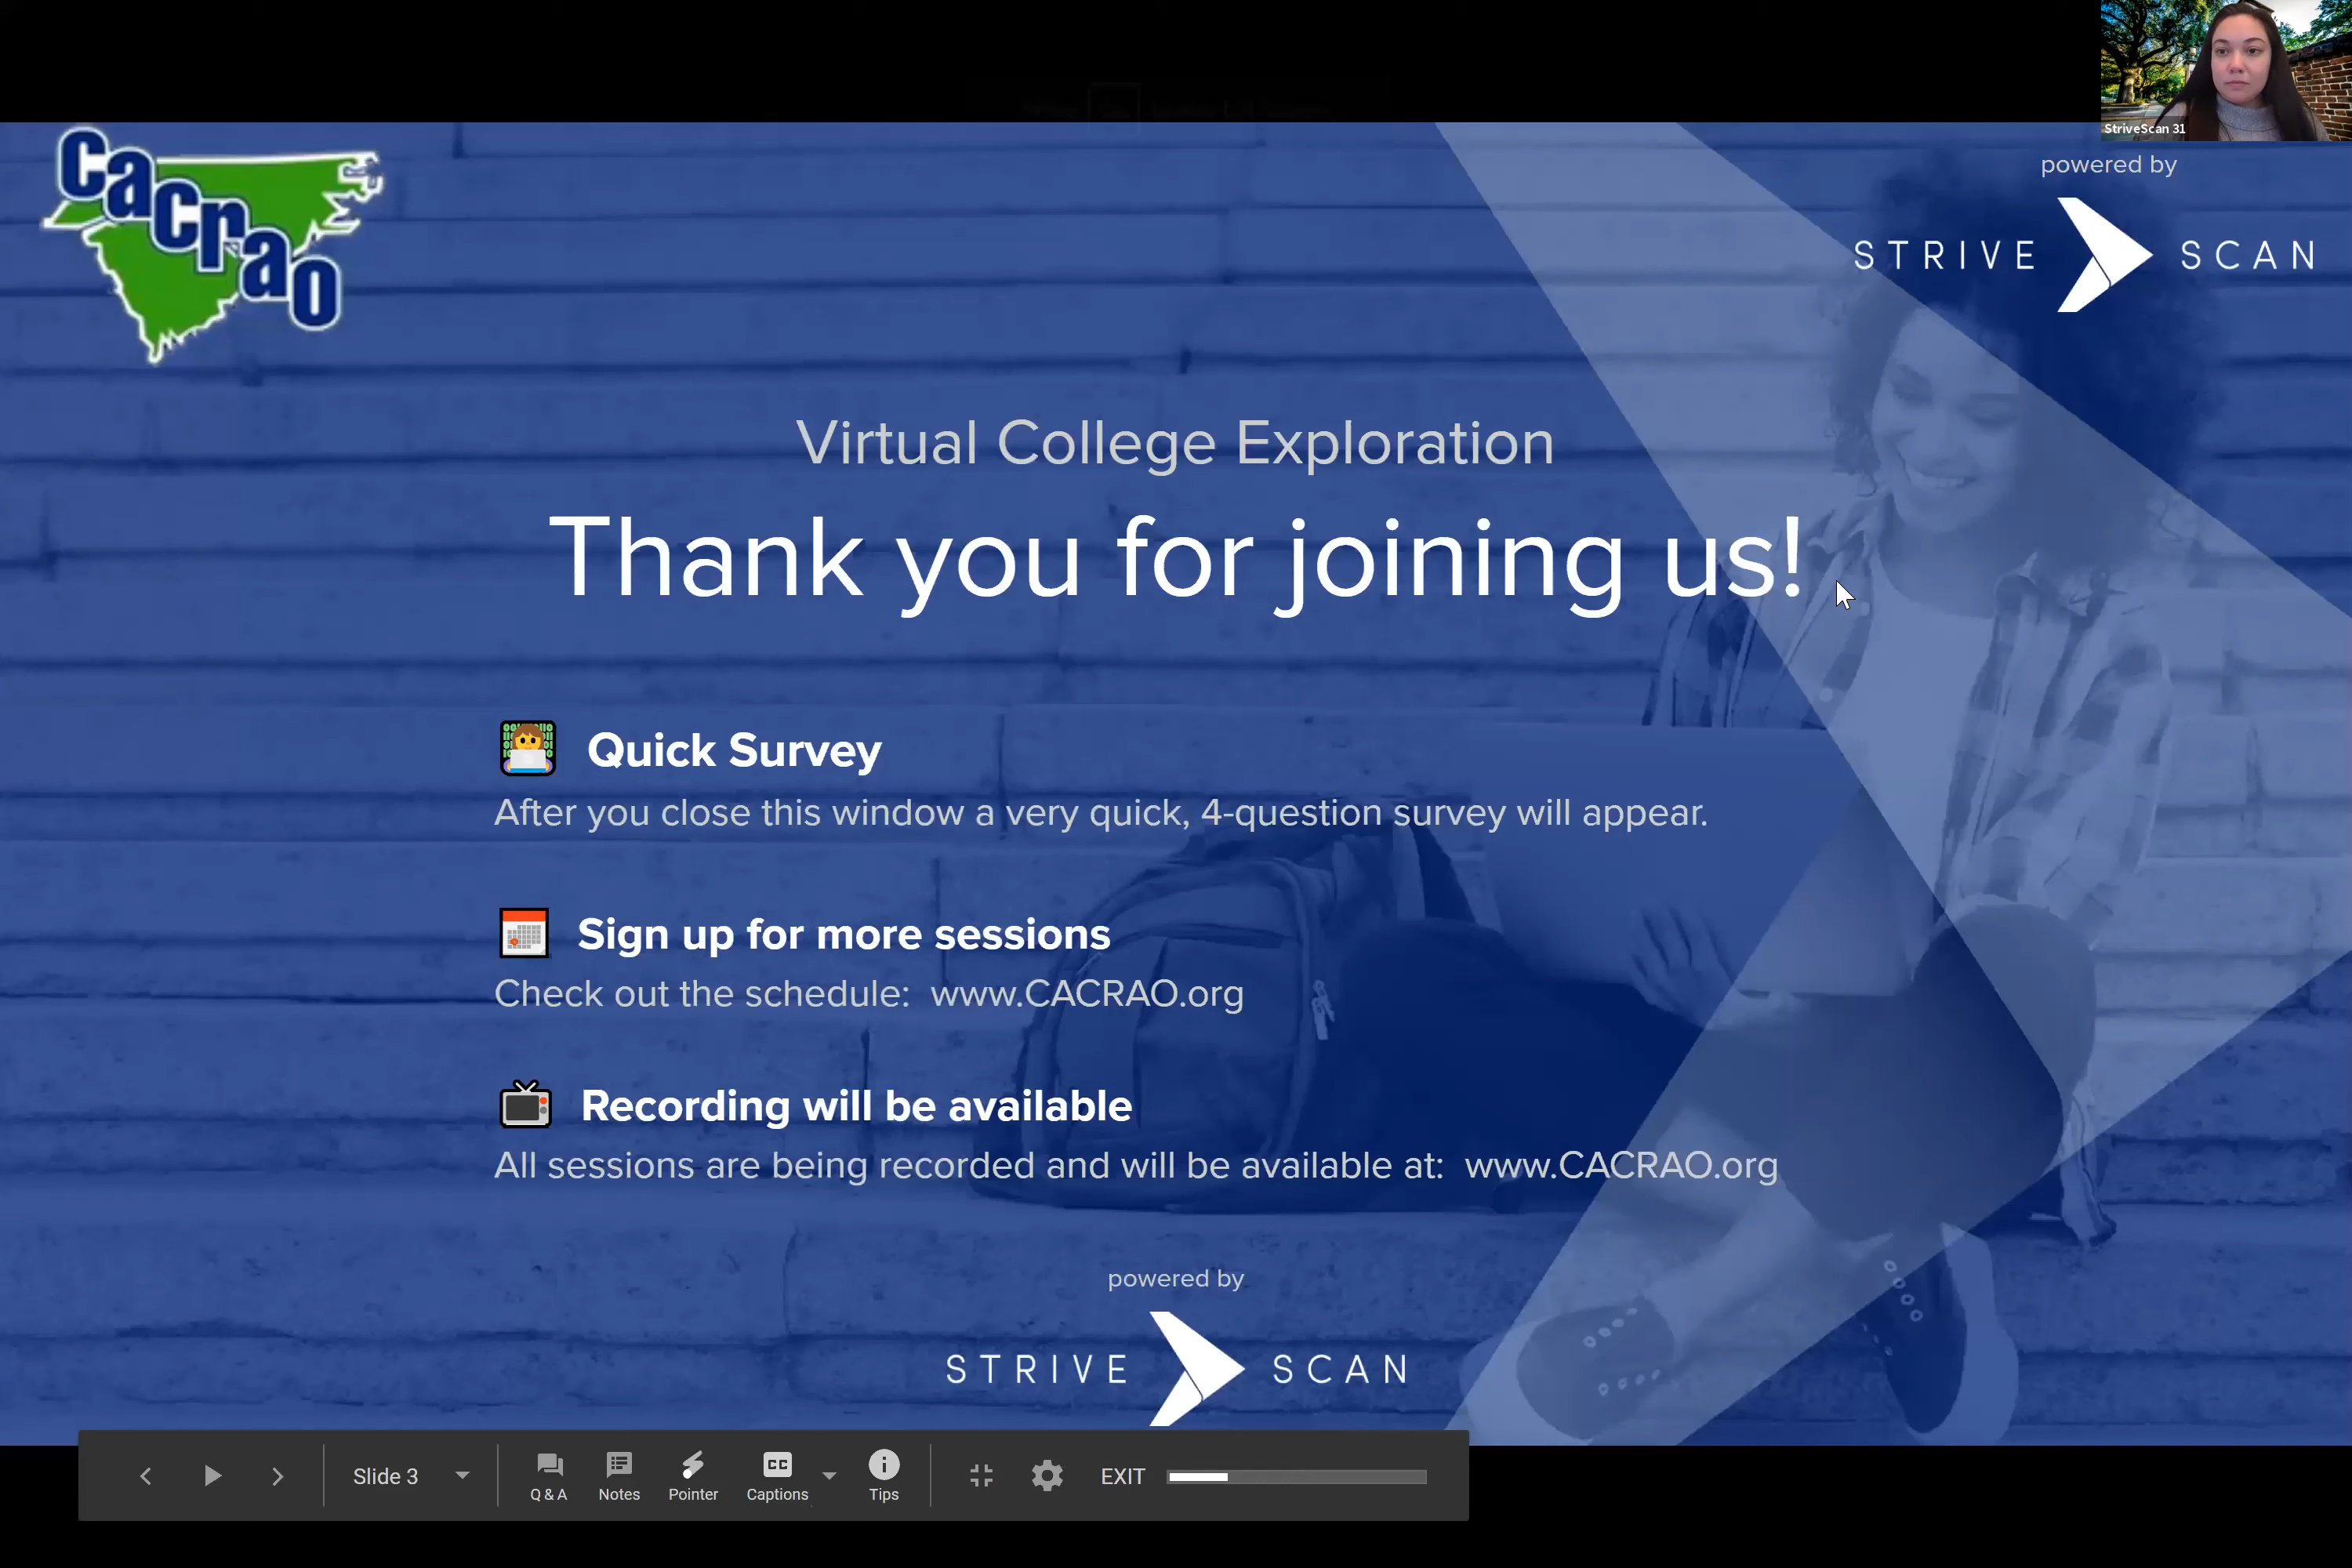 StriveScan 31
cacrao
powered by
STRIVE SCAN
Virtual College Exploration
Thank you for joining us!
Quick Survey
After you close this window a very quick, 4-question survey will appear.
Sign up for more sessions
Check out the schedule: www.CACRAO.org
Recording will be available
All sessions are being recorded and will be available at: www.CACRAO.org
powered by
STRIVE SCAN
Slide 3
Q & A
Notes
Pointer
CC
Captions
Tips
EXIT